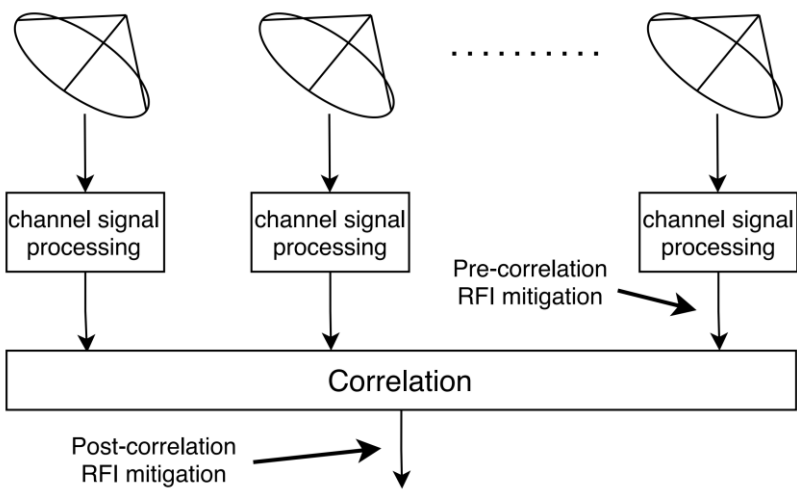 channel signal
processing
channel signal
processing
channel signal
processing
Pre-correlation
RFI mitigation
Correlation
Post-correlation
RFI mitigation